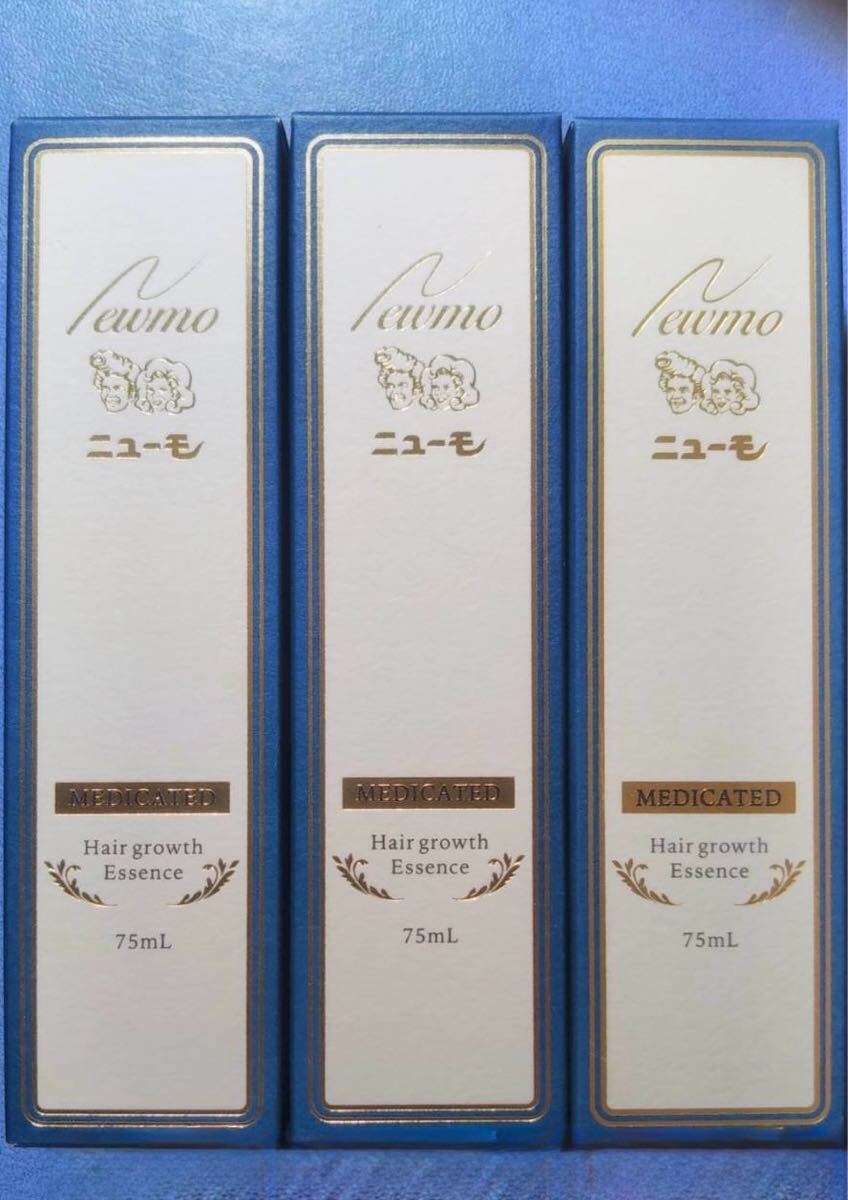 Newmo
ニューモ
MEDICATED
Hair growth
Essence
75mL
Newmo
ニューモ
MEDICATED
Hair growth
Essence
75mL
Newmo
ニューモ
MEDICATED
Hair growth
Essence
75mL